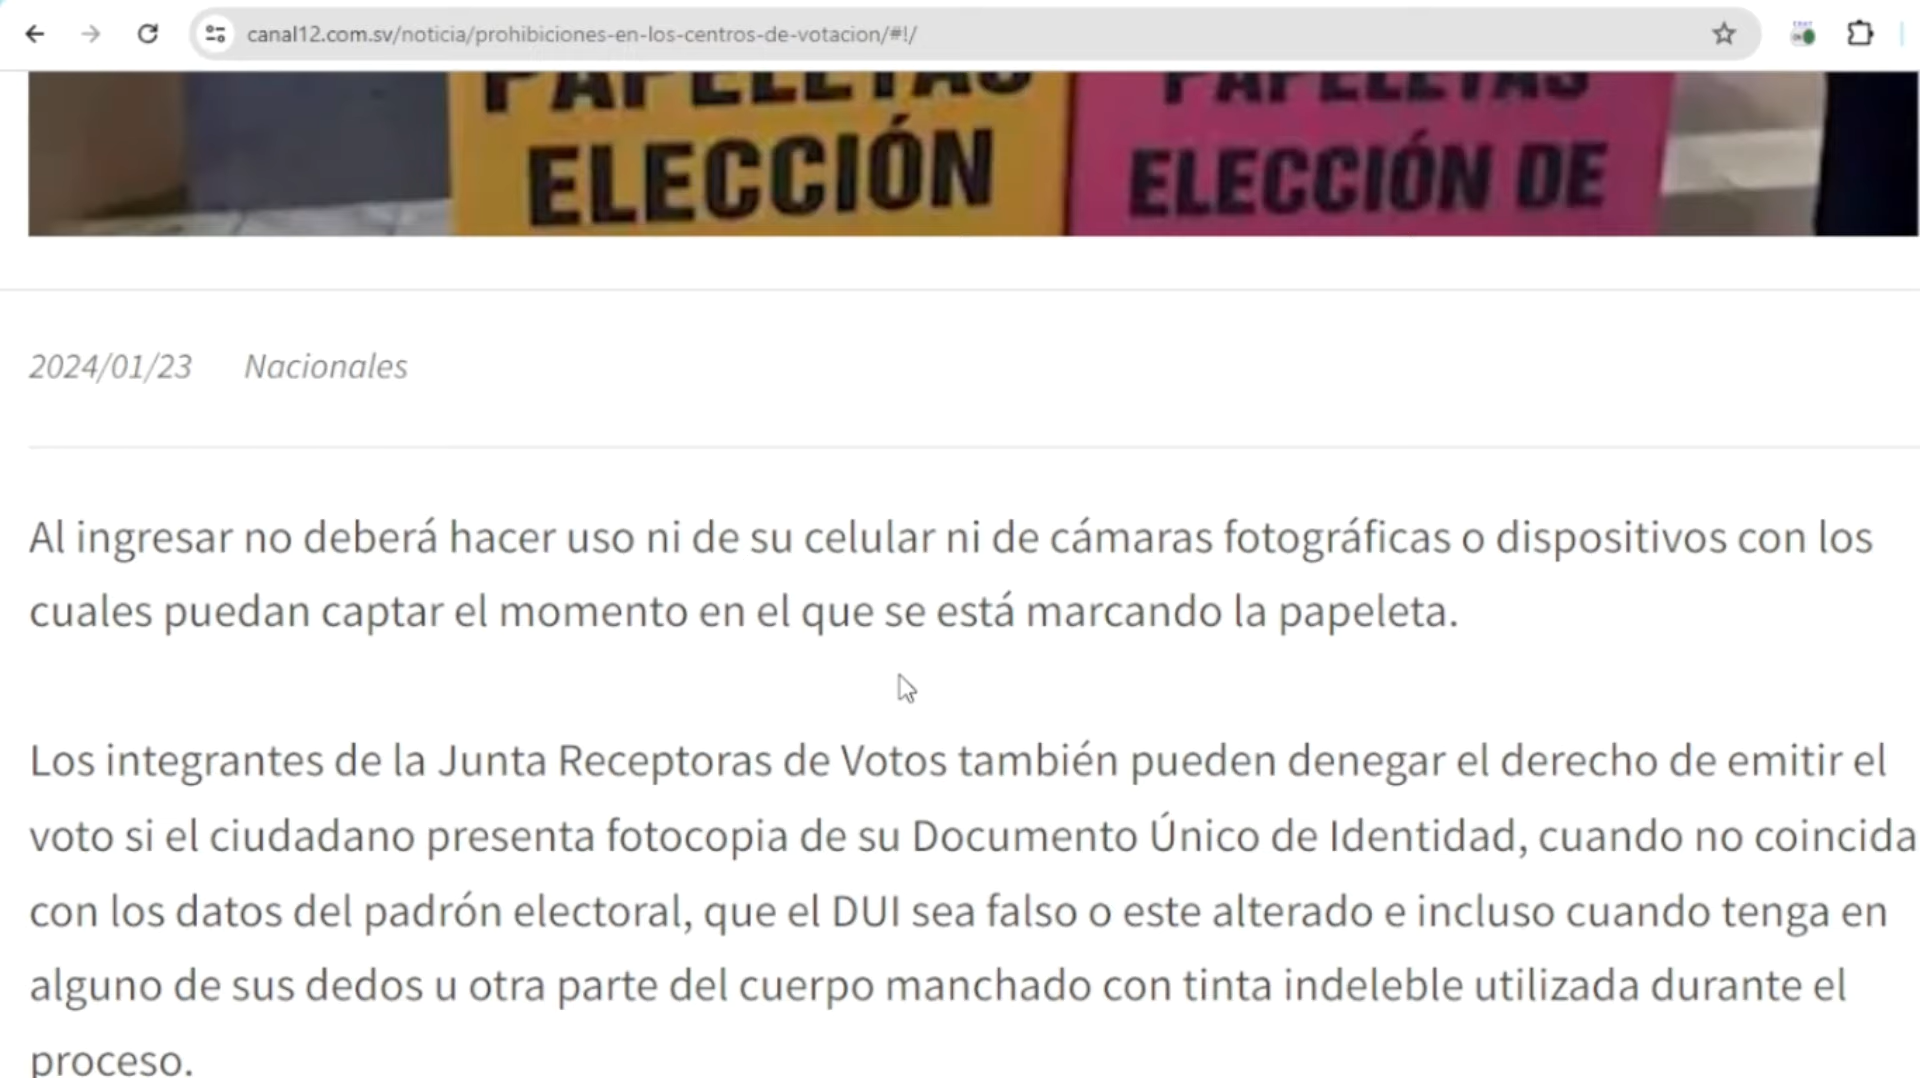 canal12.com.sv/noticia/prohibiciones-en-los-centros-de-votacion/#!/
PAPELETAS PAPELETAS
ELECCIÓN ELECCIÓN DE
2024/01/23 Nacionales
Al ingresar no deberá hacer uso ni de su celular ni de cámaras fotográficas o dispositivos con los
cuales puedan captar el momento en el que se está marcando la papeleta.
Los integrantes de la Junta Receptoras de Votos también pueden denegar el derecho de emitir el
voto si el ciudadano presenta fotocopia de su Documento Único de Identidad, cuando no coincida
con los datos del padrón electoral, que el DUI sea falso o este alterado e incluso cuando tenga en
alguno de sus dedos u otra parte del cuerpo manchado con tinta indeleble utilizada durante el
proceso.